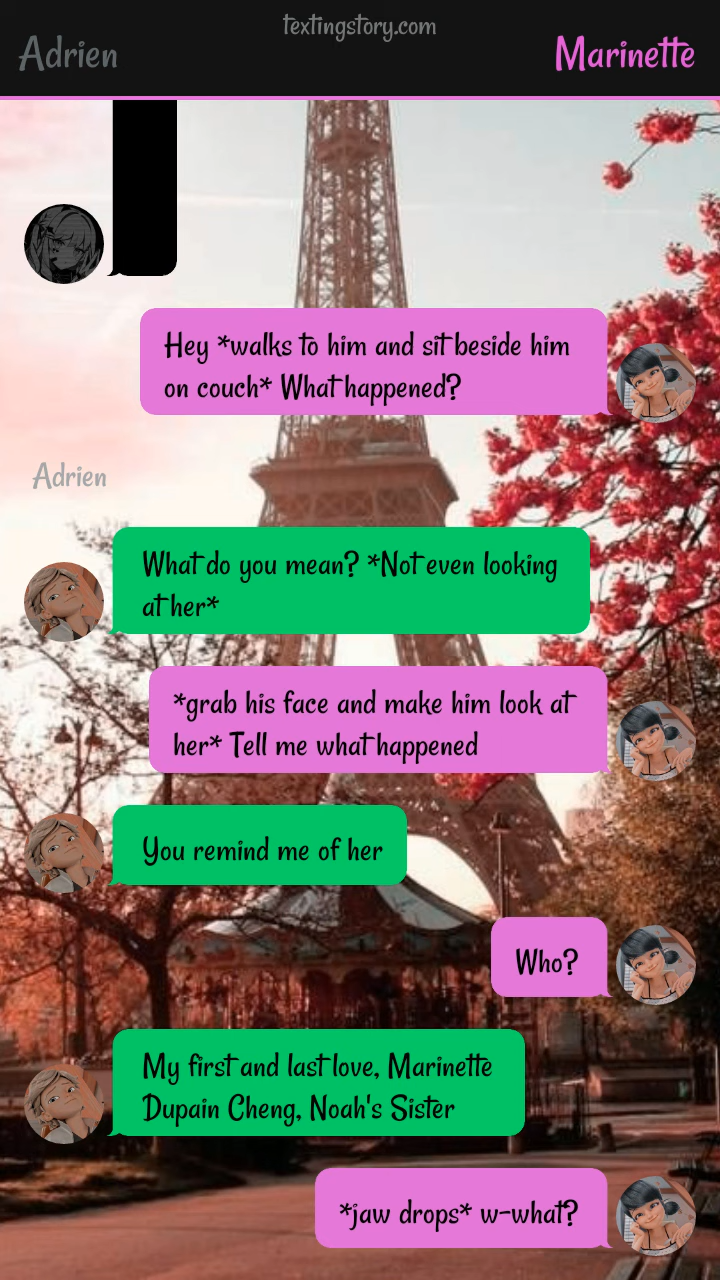 textingstory.com
Adrien
Marinette
Hey *walks to him and sit beside him
on couch* What happened?
Adrien
What do you mean? *Not even looking
at her*
*grab his face and make him look at
her* Tell me what happened
You remind me of her
Who?
My first and last love, Marinette
Dupain Cheng, Noah's Sister
*jaw drops* w-what?